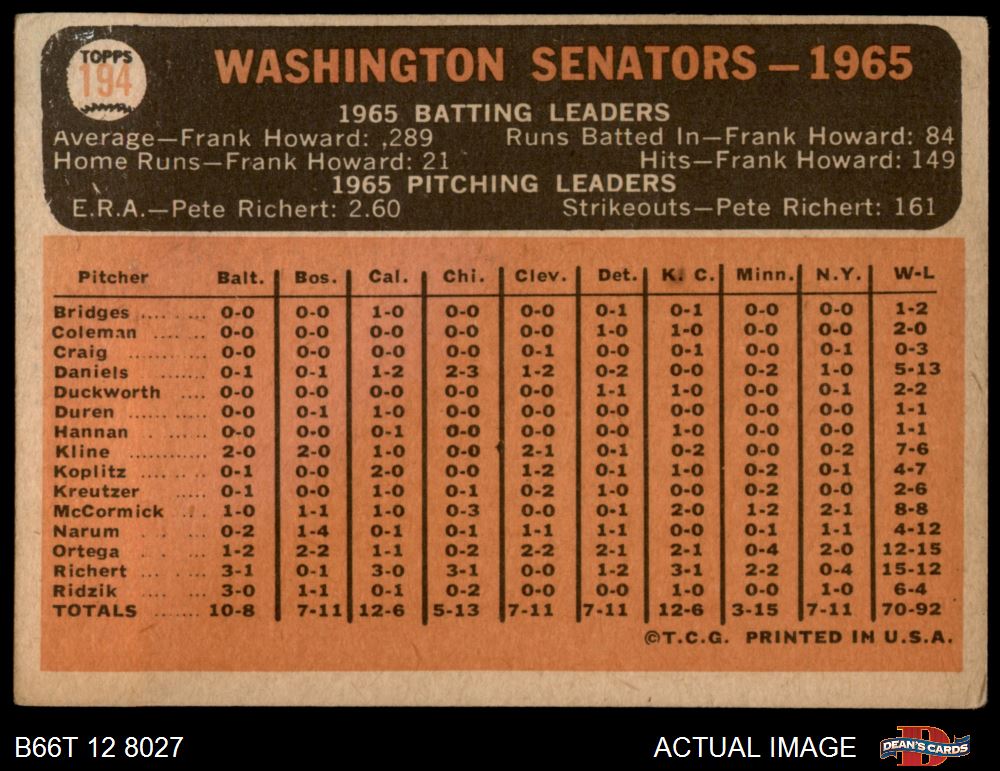 TOPPS
194
WASHINGTON SENATORS — 1965
1965 BATTING LEADERS
Average—Frank Howard: .289 Runs Batted In—Frank Howard: 84
Home Runs—Frank Howard: 21 Hits—Frank Howard: 149
1965 PITCHING LEADERS
E.R.A.—Pete Richert: 2.60 Strikeouts—Pete Richert: 161
Pitcher Balt. Bos. Cal. Chi. Clev. Det. K. C. Minn. N.Y. W-L
Bridges 0-0 0-0 1-0 0-0 0-0 0-1 0-1 0-0 0-0 1-2
Coleman 0-0 0-0 0-0 0-0 0-0 1-0 1-0 0-0 0-0 2-0
Craig 0-0 0-0 0-0 0-0 0-1 0-0 0-1 0-0 0-1 0-3
Daniels 0-1 0-1 1-2 2-3 1-2 0-2 0-0 0-2 1-0 5-13
Duckworth 0-0 0-0 0-0 0-0 0-0 1-1 1-0 0-0 0-1 2-2
Duren 0-0 0-1 1-0 0-0 0-0 0-0 0-0 0-0 0-0 1-1
Hannan 0-0 0-0 0-1 0-0 0-0 0-0 1-0 0-0 0-0 1-1
Kline 2-0 2-0 1-0 0-0 2-1 0-1 0-2 0-0 0-2 7-6
Koplitz 0-1 0-0 2-0 0-0 1-2 0-1 1-0 0-2 0-1 4-7
Kreutzer 0-1 0-0 1-0 0-1 0-2 1-0 0-0 0-2 0-0 2-6
McCormick 1-0 1-1 1-0 0-3 0-0 0-1 2-0 1-2 2-1 8-8
Narum 0-2 1-4 0-1 0-1 1-1 1-1 0-0 0-1 1-1 4-12
Ortega 1-2 2-2 1-1 0-2 2-2 2-1 2-1 0-4 2-0 12-15
Richert 3-1 0-1 3-0 3-1 0-0 1-2 3-1 2-2 0-4 15-12
Ridzik 3-0 1-1 0-1 0-2 0-0 0-0 1-0 0-0 1-0 6-4
TOTALS 10-8 7-11 12-6 5-13 7-11 7-11 12-6 3-15 7-11 70-92
©T.C.G. PRINTED IN U.S.A.
B66T 12 8027 ACTUAL IMAGE DEAN'S CARDS